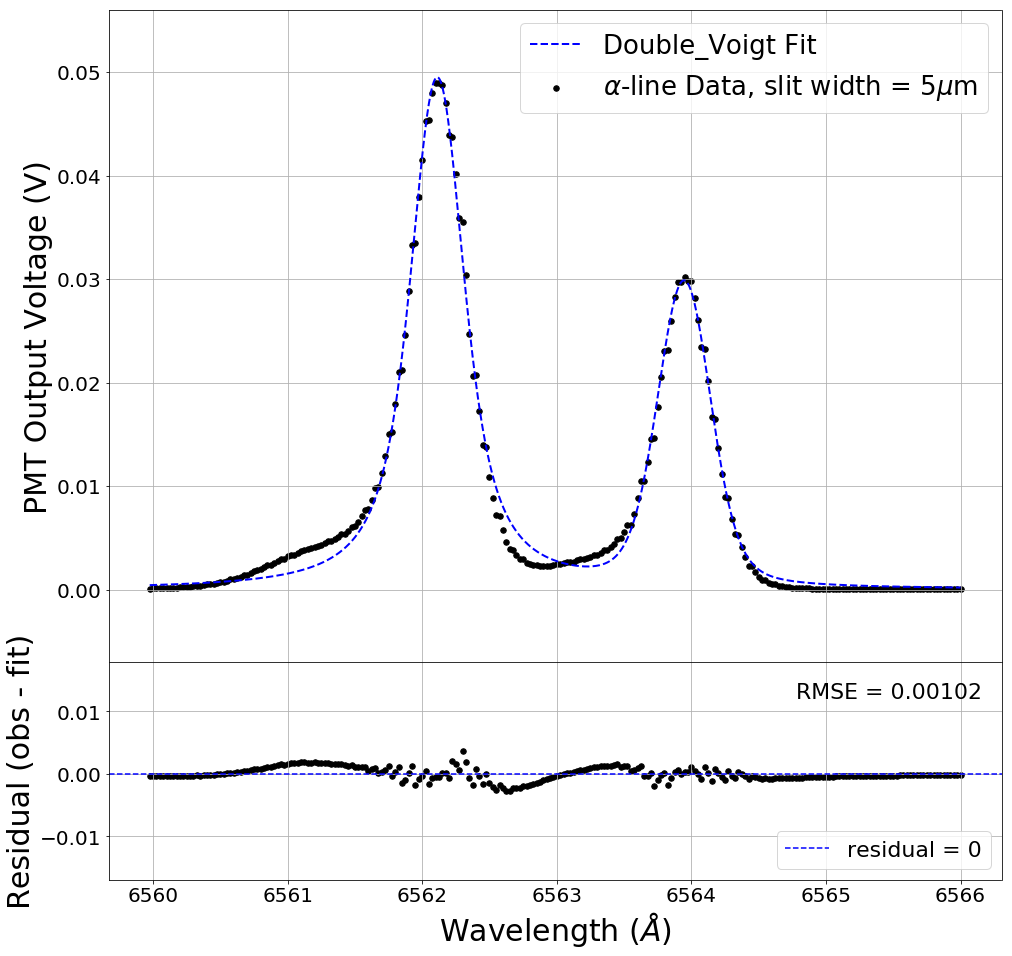 Double_Voigt Fit
α-line Data, slit width = 5μm
PMT Output Voltage (V)
0.05
0.04
0.03
0.02
0.01
0.00
Residual (obs - fit)
RMSE = 0.00102
0.01
0.00
−0.01
residual = 0
6560 6561 6562 6563 6564 6565 6566
Wavelength (Å)